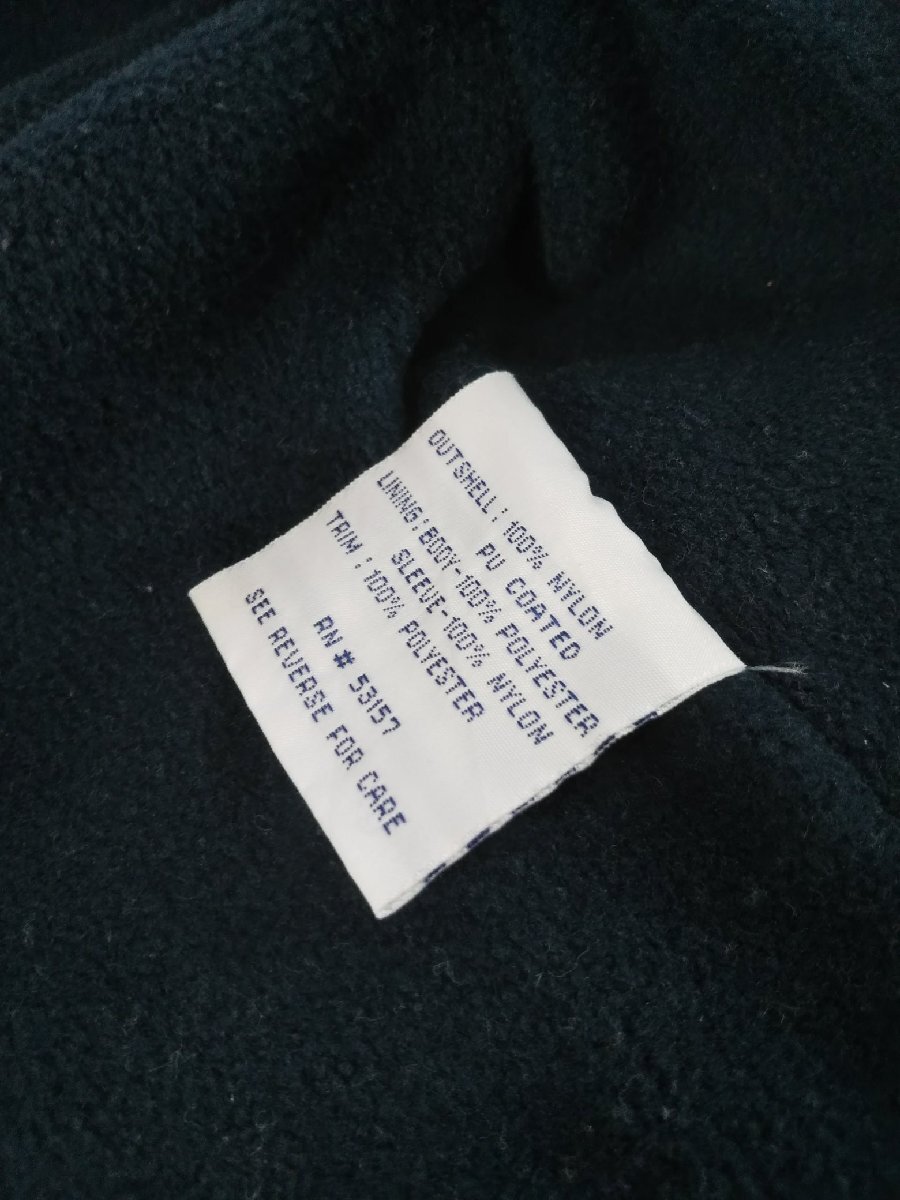 OUTSHELL : 100% NYLON
PU COATED
LINING : BODY-100% POLYESTER
SLEEVE-100% NYLON
TRIM : 100% POLYESTER
RN # 53157
SEE REVERSE FOR CARE